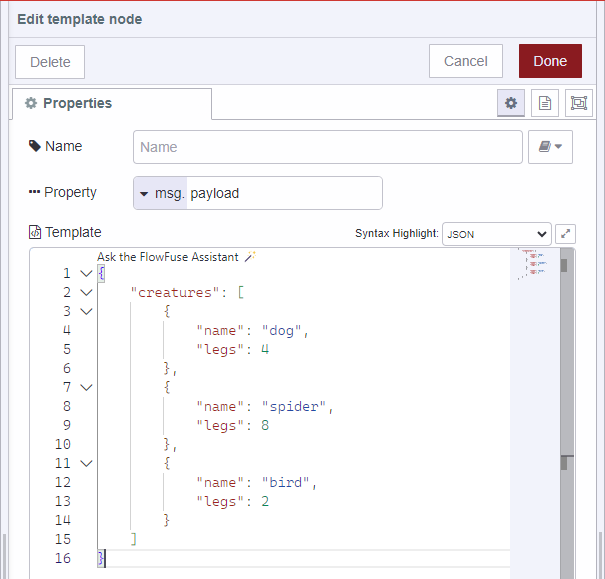 Edit template node
Delete
Cancel
Done
Properties
Name
Name
Property
msg. payload
Template
Syntax Highlight: JSON
Ask the FlowFuse Assistant
1 {
2 "creatures": [
3 {
4 "name": "dog",
5 "legs": 4
6 },
7 {
8 "name": "spider",
9 "legs": 8
10 },
11 {
12 "name": "bird",
13 "legs": 2
14 }
15 ]
16 }